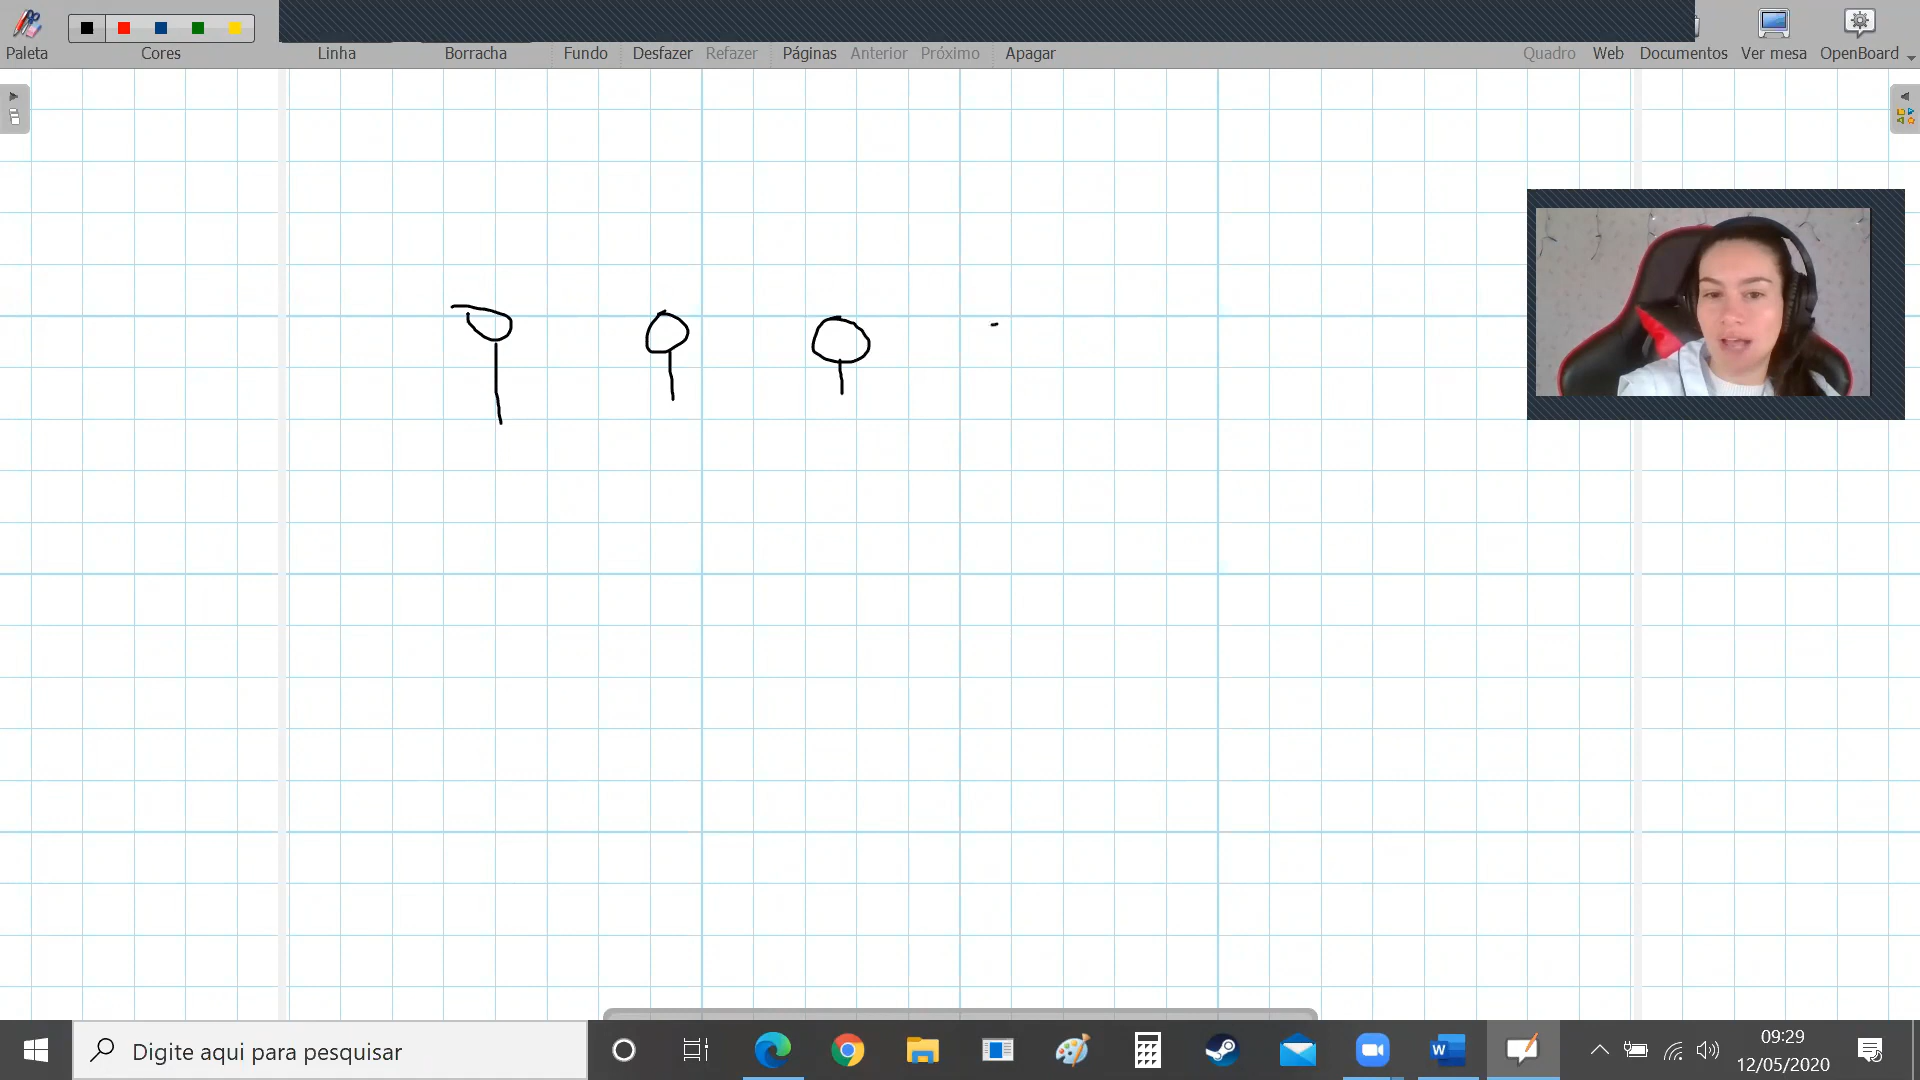 Paleta
Cores
Linha
Borracha
Fundo
Desfazer
Refazer
Páginas
Anterior
Próximo
Apagar
Quadro
Web
Documentos
Ver mesa
OpenBoard
Digite aqui para pesquisar
09:29
12/05/2020